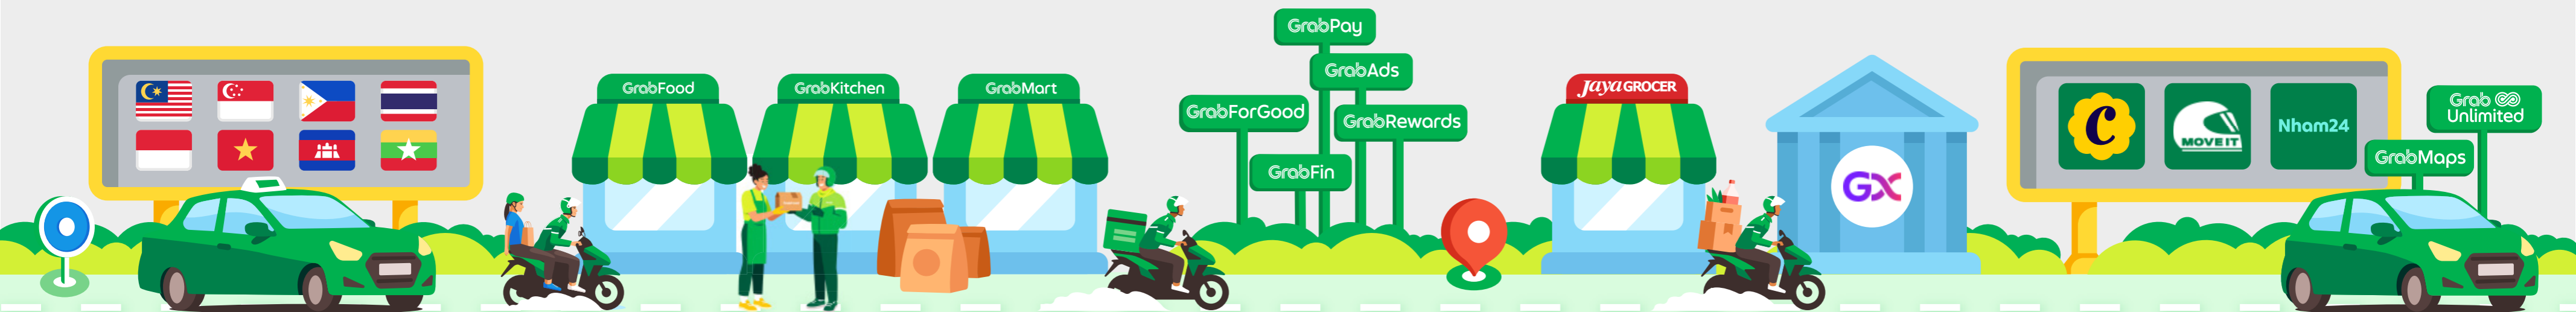 GrabFood
GrabKitchen
GrabMart
GrabPay
GrabAds
GrabForGood
GrabRewards
GrabFin
Jaya GROCER
GX
C
MOVE IT
Nham24
GrabMaps
Grab
Unlimited